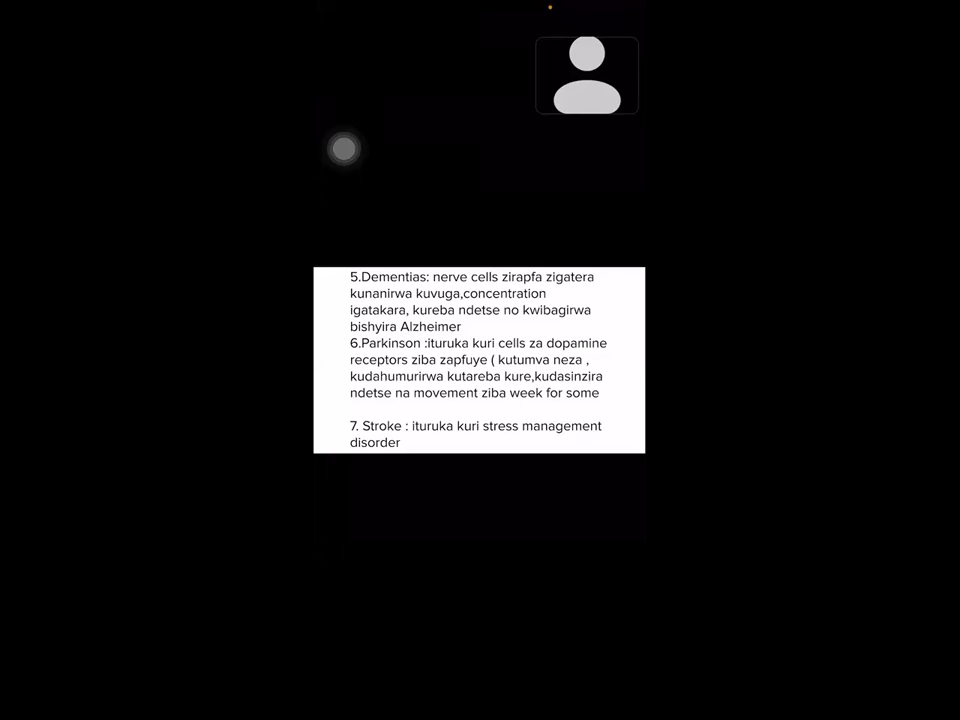 5.Dementias: nerve cells zirapfa zigatera
kunanirwa kuvuga,concentration
igatakara, kureba ndetse no kwibagirwa
bishyira Alzheimer
6.Parkinson :ituruka kuri cells za dopamine
receptors ziba zapfuye ( kutumva neza ,
kudahumurirwa kutareba kure,kudasinzira
ndetse na movement ziba week for some
7. Stroke : ituruka kuri stress management
disorder